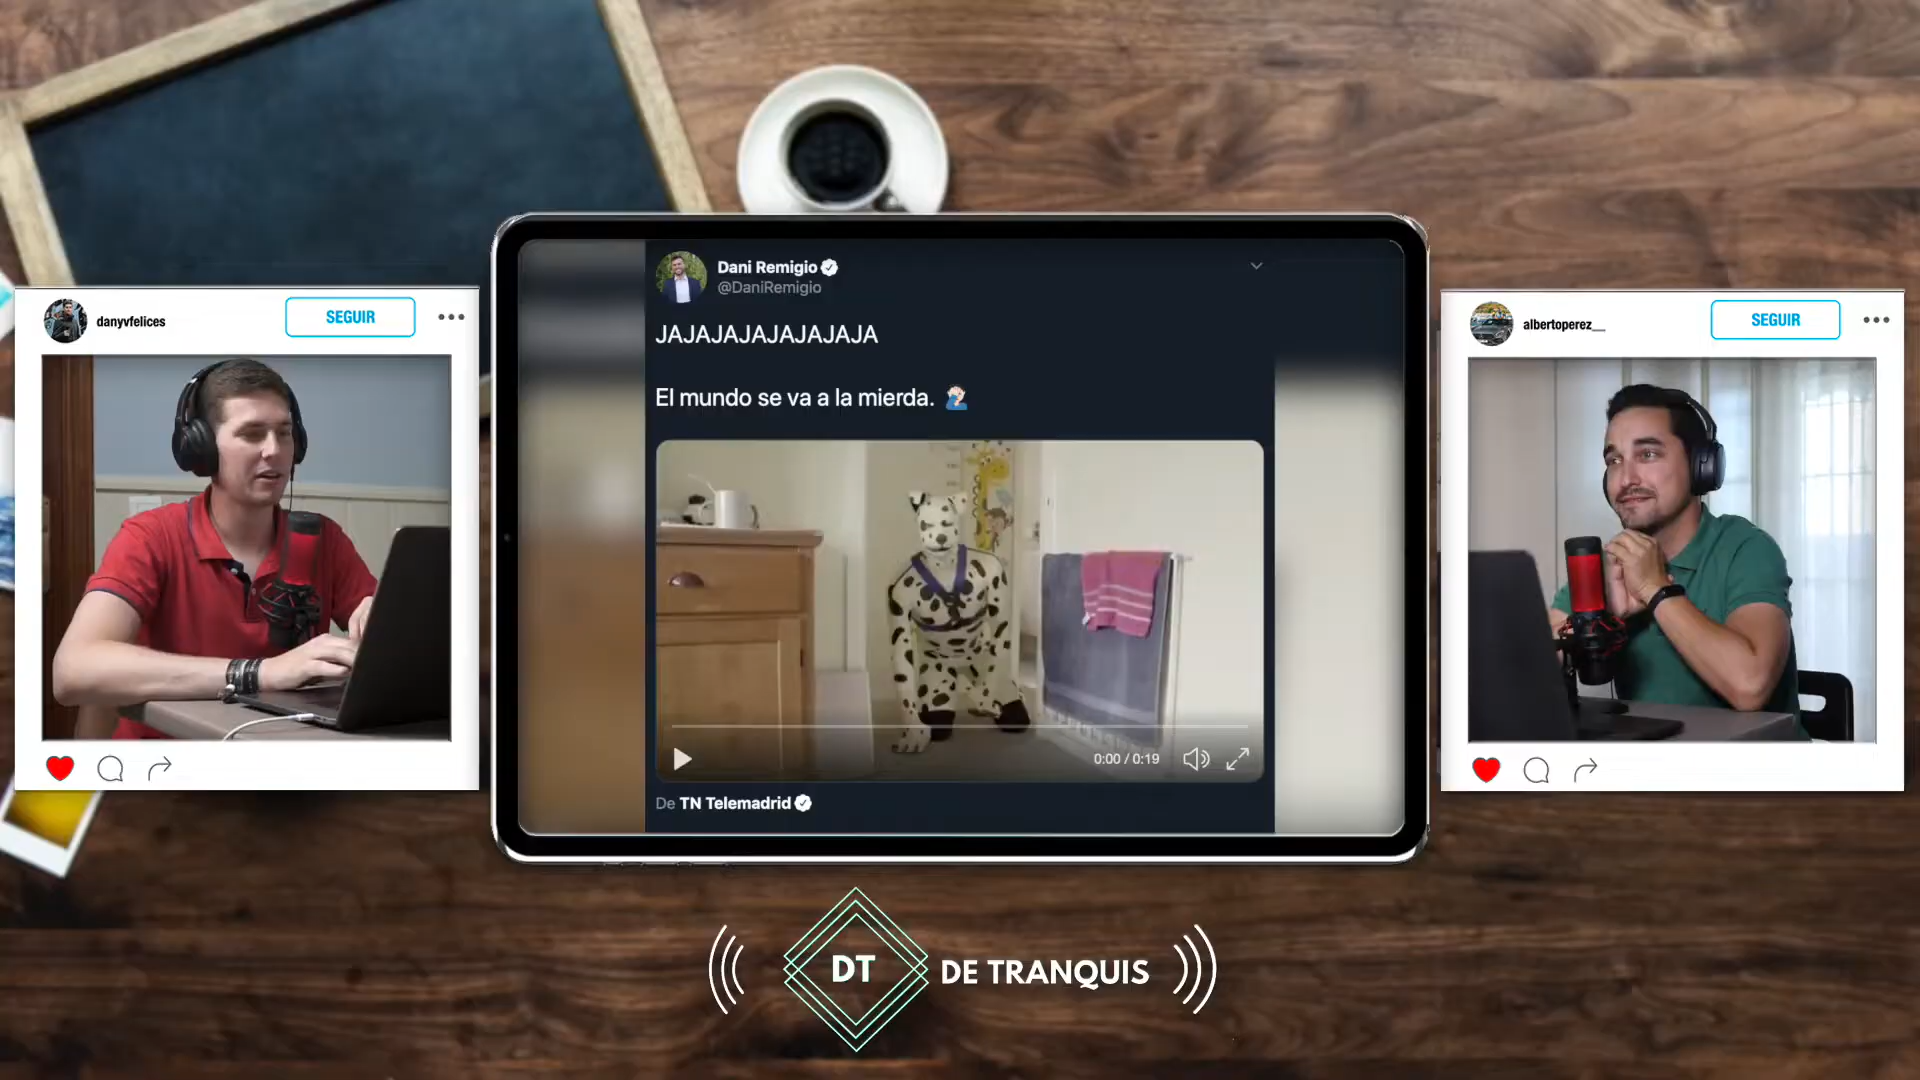 danyvfelices
SEGUIR
Dani Remigio
@DaniRemigio
JAJAJAJAJAJAJAJA
El mundo se va a la mierda.
0:00 / 0:19
De TN Telemadrid
albertoperez__
SEGUIR
DT
DE TRANQUIS